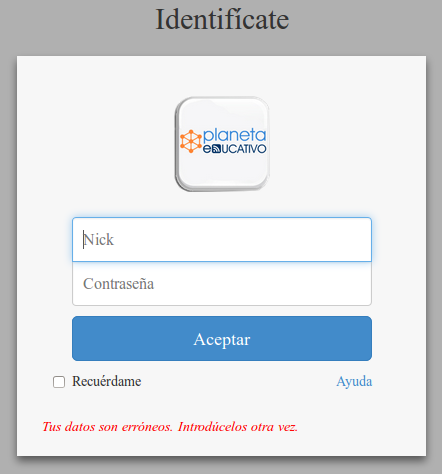 Identifícate
planeta
eDUCATIVO
Nick
Contraseña
Aceptar
Recuérdame
Ayuda
Tus datos son erróneos. Introdúcelos otra vez.